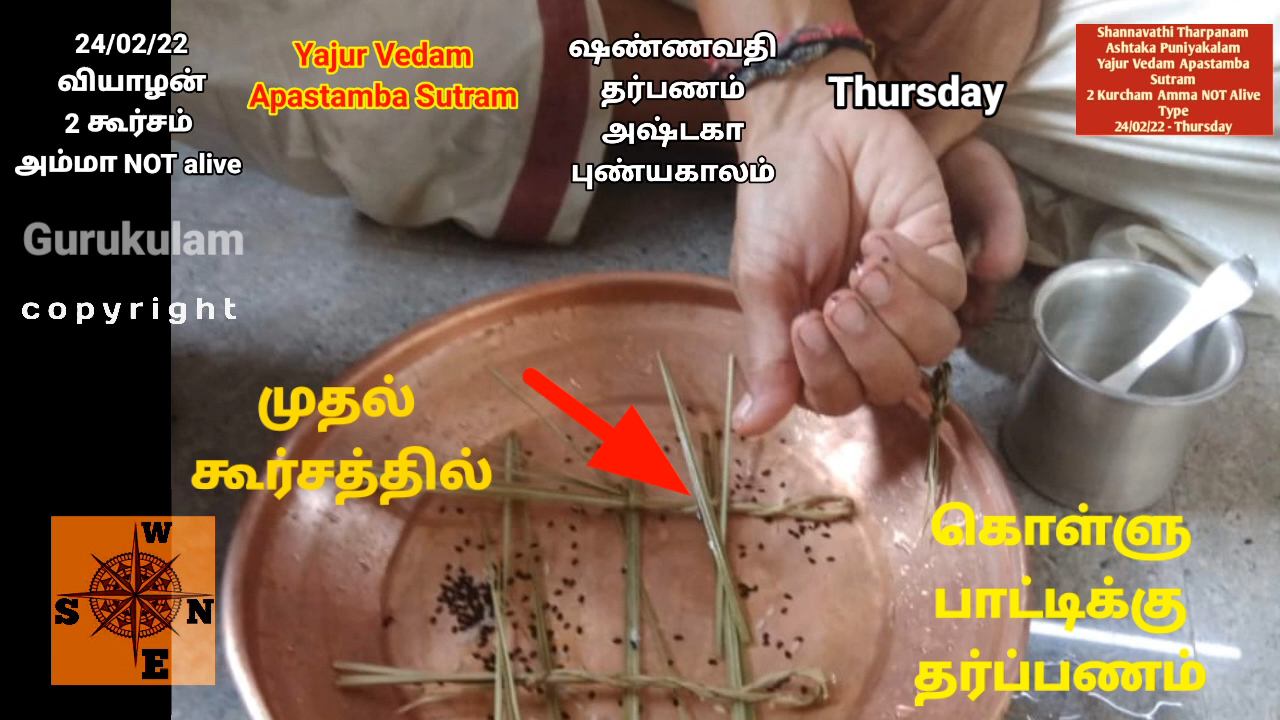 24/02/22
வியாழன்
2 கூர்சம்
அம்மா NOT alive
Yajur Vedam
Apastamba Sutram
ஷண்ணவதி
தர்பணம்
அஷ்டகா
புண்யகாலம்
Thursday
Shannavathi Tharpanam
Ashtaka Puniyakalam
Yajur Vedam Apastamba
Sutram
2 Kurcham Amma NOT Alive
Type
24/02/22 - Thursday
Gurukulam
copyright
முதல்
கூர்சத்தில்
கொள்ளு
பாட்டிக்கு
தர்ப்பணம்
W
S N
E